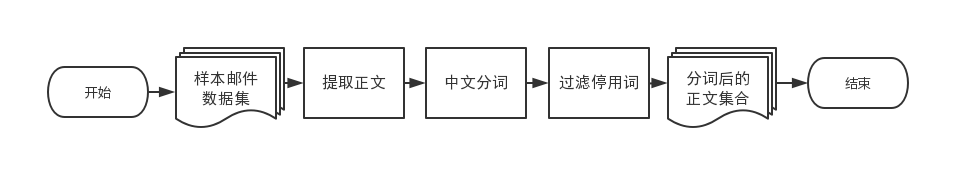 开始
样本邮件
数据集
提取正文
中文分词
过滤停用词
分词后的
正文集合
结束